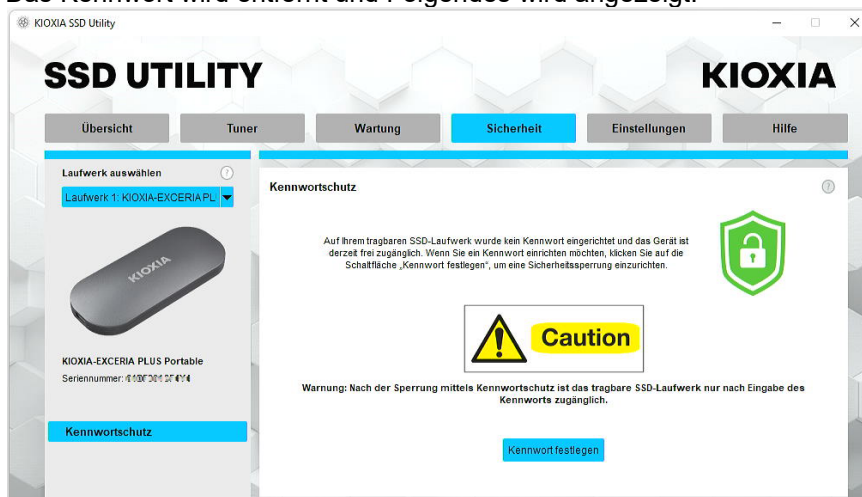 Das Kennwort wird entfernt und Folgendes wird angezeigt:
KIOXIA SSD Utility
SSD UTILITY
KIOXIA
Übersicht
Tuner
Wartung
Sicherheit
Einstellungen
Hilfe
Laufwerk auswählen
?
Laufwerk 1: KIOXIA-EXCERIA PL
KIOXIA
KIOXIA-EXCERIA PLUS Portable
Seriennummer:
Kennwortschutz
Kennwortschutz
?
Auf Ihrem tragbaren SSD-Laufwerk wurde kein Kennwort eingerichtet und das Gerät ist
derzeit frei zugänglich. Wenn Sie ein Kennwort einrichten möchten, klicken Sie auf die
Schaltfläche „Kennwort festlegen“, um eine Sicherheitssperrung einzurichten.
Caution
Warnung: Nach der Sperrung mittels Kennwortschutz ist das tragbare SSD-Laufwerk nur nach Eingabe des
Kennworts zugänglich.
Kennwort festlegen